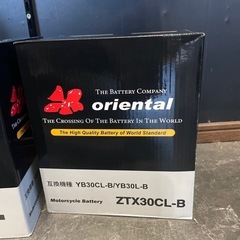 THE BATTERY COMPANY
oriental
THE CROSSING OF THE BATTERY IN THE WORLD
The High Quality Battery of World Standard
互換機種 YB30CL-B/YB30L-B
Motorcycle Battery ZTX30CL-B